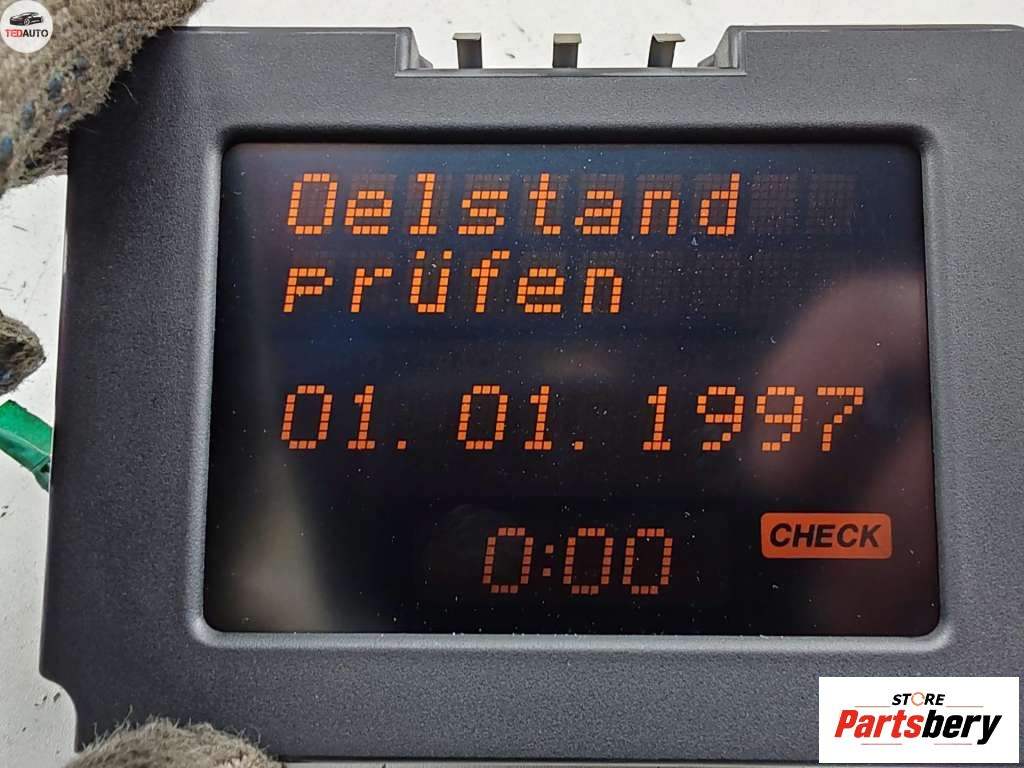 TEDAUTO
Oelstand
prüfen
01. 01. 1997
0:00
CHECK
STORE
Partsbery